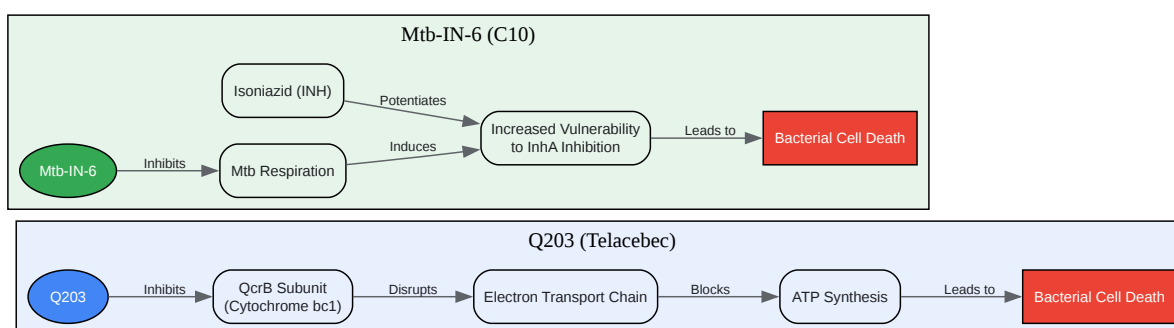 Mtb-IN-6 (C10)
Isoniazid (INH)
Potentiates
Increased Vulnerability
to InhA Inhibition
Leads to
Bacterial Cell Death
Mtb-IN-6
Inhibits
Mtb Respiration
Induces
Q203 (Telacebec)
Q203
Inhibits
QcrB Subunit
(Cytochrome bc1)
Disrupts
Electron Transport Chain
Blocks
ATP Synthesis
Leads to
Bacterial Cell Death